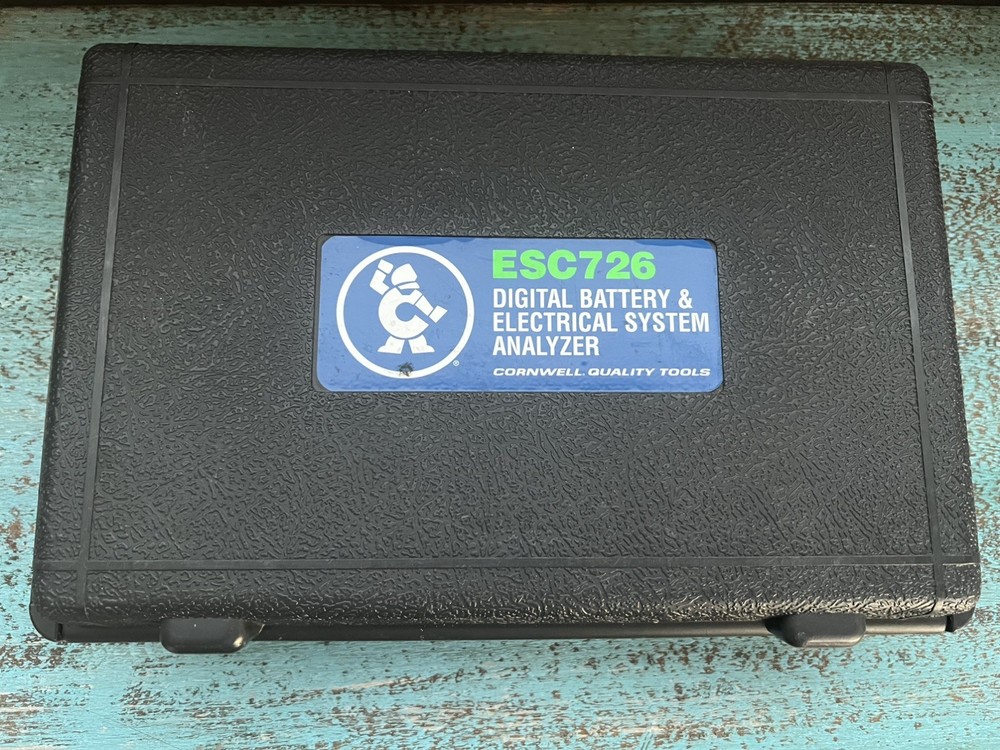 ESC726
DIGITAL BATTERY &
ELECTRICAL SYSTEM
ANALYZER
CORNWELL QUALITY TOOLS
®